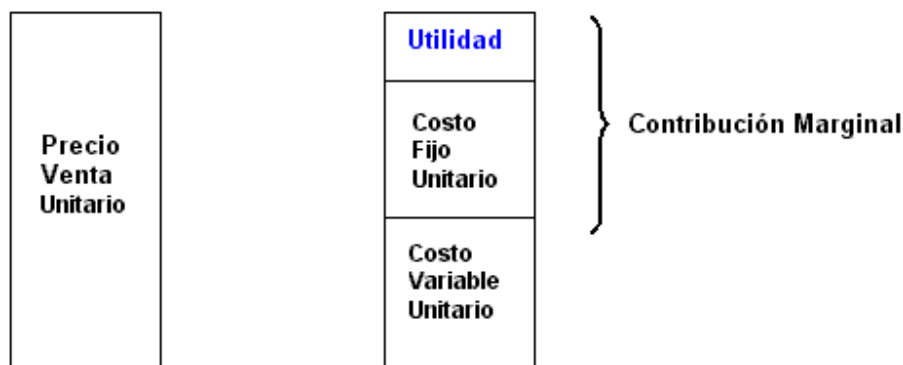 Precio
Venta
Unitario
Utilidad
Costo
Fijo
Unitario
Costo
Variable
Unitario
Contribución Marginal